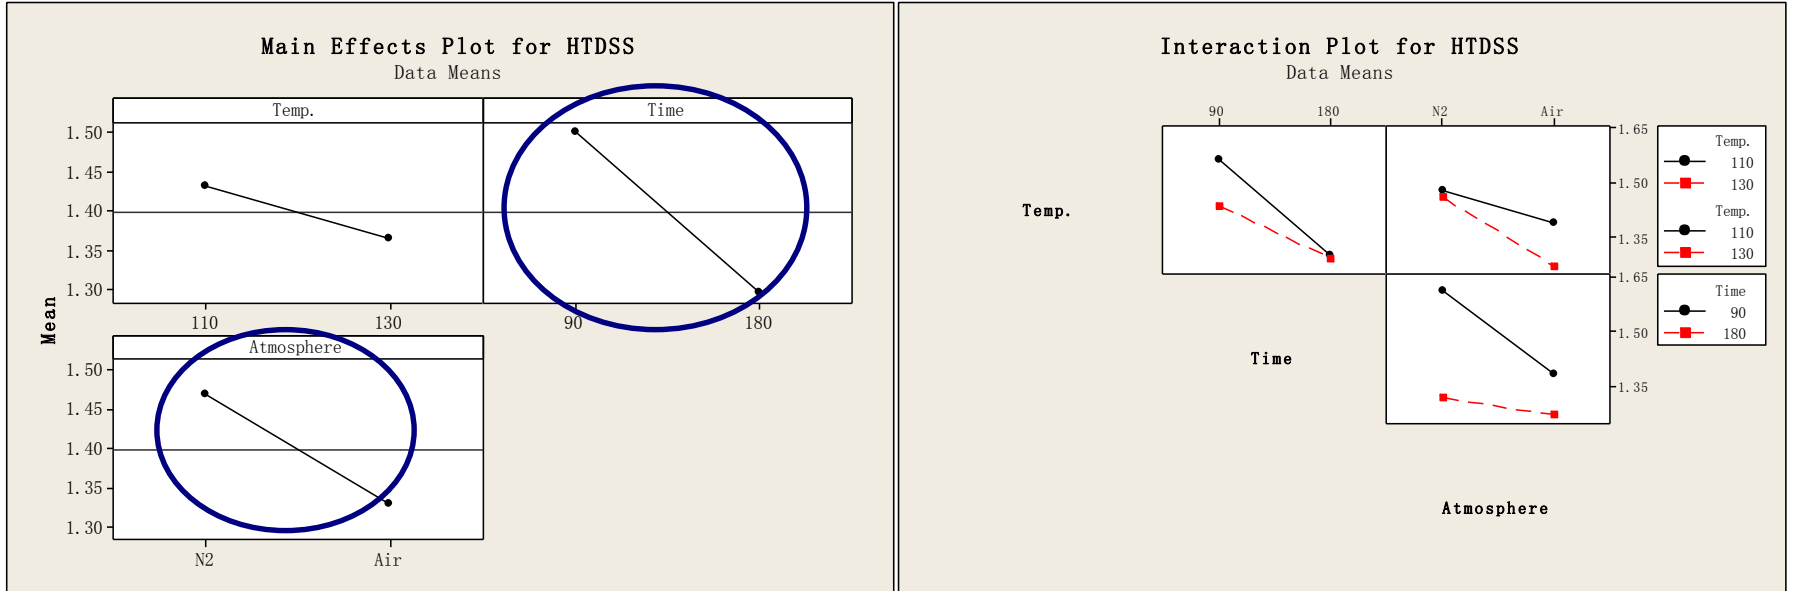 Main Effects Plot for HTDSS
Data Means
Temp. Time
1.50
1.45
1.40
1.35
1.30
110 130 90 180
Mean
Atmosphere
1.50
1.45
1.40
1.35
1.30
N2 Air
Interaction Plot for HTDSS
Data Means
90 180 N2 Air
1.65
1.50
1.35
Temp.
Temp.
110
130
Temp.
110
130
1.65
1.50
1.35
Time
Time
90
180
Atmosphere